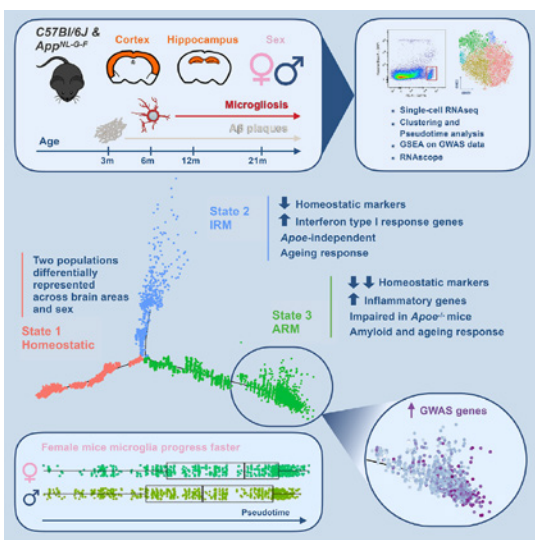 C57Bl/6J &
App^NL-G-F
Cortex
Hippocampus
Sex
♀ ♂
Microgliosis
Aβ plaques
Age
3m
6m
12m
21m
Single-cell RNAseq
Clustering and
Pseudotime analysis
GSEA on GWAS data
RNAscope
State 2
IRM
Homeostatic markers
Interferon type I response genes
Apoe-independent
Ageing response
Two populations
differentially
represented
across brain areas
and sex
State 1
Homeostatic
State 3
ARM
Homeostatic markers
Inflammatory genes
Impaired in Apoe-/- mice
Amyloid and ageing response
GWAS genes
Female mice microglia progress faster
♀
♂
Pseudotime